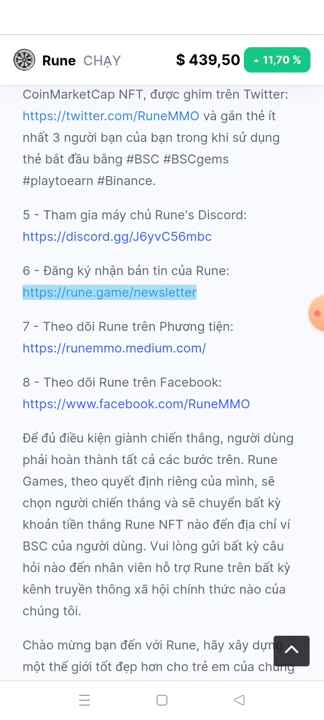 Rune CHẠY $ 439,50 11,70 %
CoinMarketCap NFT, được ghim trên Twitter:
https://twitter.com/RuneMMO và gắn thẻ ít
nhất 3 người bạn của bạn trong khi sử dụng
thẻ bắt đầu bằng #BSC #BSCgems
#playtoearn #Binance.
5 - Tham gia máy chủ Rune's Discord:
https://discord.gg/J6yvC56mbc
6 - Đăng ký nhận bản tin của Rune:
https://rune.game/newsletter
7 - Theo dõi Rune trên Phương tiện:
https://runemmo.medium.com/
8 - Theo dõi Rune trên Facebook:
https://www.facebook.com/RuneMMO
Để đủ điều kiện giành chiến thắng, người dùng
phải hoàn thành tất cả các bước trên. Rune
Games, theo quyết định riêng của mình, sẽ
chọn người chiến thắng và sẽ chuyển bất kỳ
khoản tiền thắng Rune NFT nào đến địa chỉ ví
BSC của người dùng. Vui lòng gửi bất kỳ câu
hỏi nào đến nhân viên hỗ trợ Rune trên bất kỳ
kênh truyền thông xã hội chính thức nào của
chúng tôi.
Chào mừng bạn đến với Rune, hãy xây dựng
một thế giới tốt đẹp hơn cho trẻ em của chúng